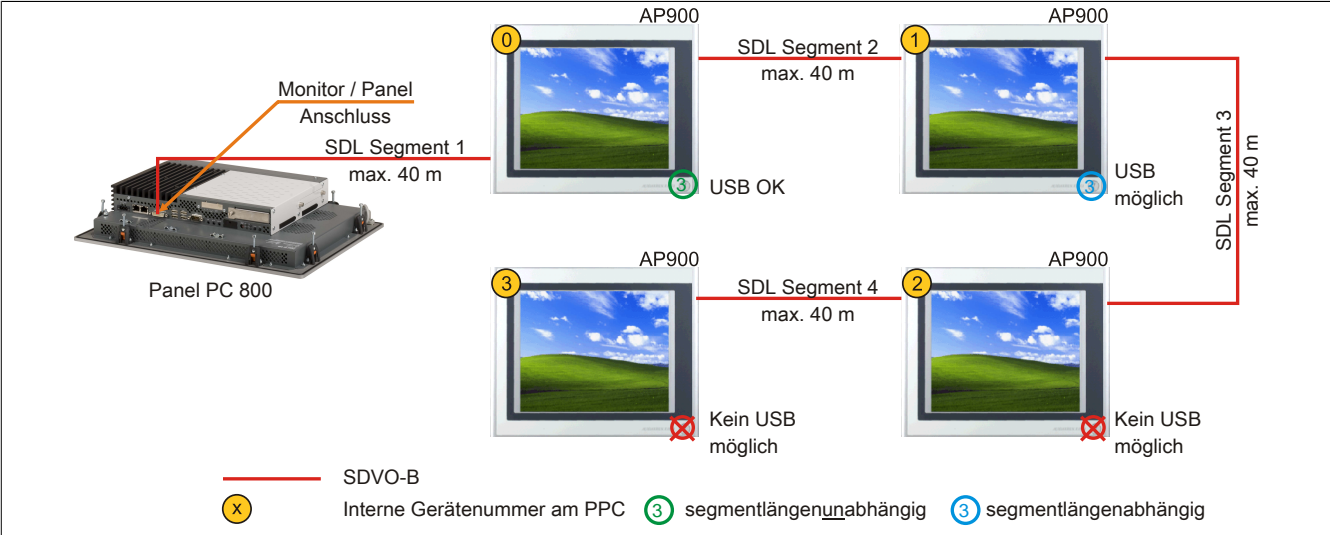 AP900
AP900
0
SDL Segment 2
max. 40 m
1
Monitor / Panel
Anschluss
SDL Segment 1
max. 40 m
3
USB OK
3
USB
möglich
SDL Segment 3
max. 40 m
Panel PC 800
AP900
AP900
3
SDL Segment 4
max. 40 m
2
Kein USB
möglich
Kein USB
möglich
SDVO-B
x
Interne Gerätenummer am PPC
3
segmentlängenunabhängig
3
segmentlängenabhängig